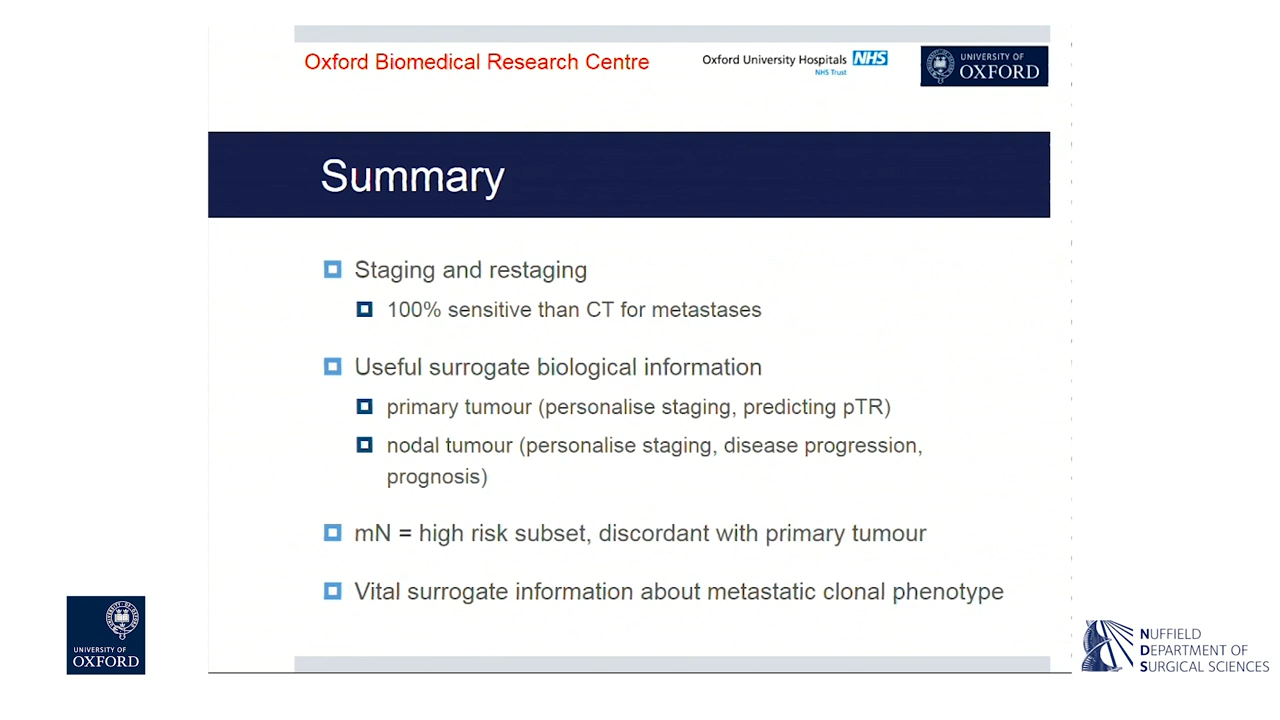 Oxford Biomedical Research Centre
Oxford University Hospitals NHS
NHS Trust
UNIVERSITY OF
OXFORD
Summary
Staging and restaging
100% sensitive than CT for metastases
Useful surrogate biological information
primary tumour (personalise staging, predicting pTR)
nodal tumour (personalise staging, disease progression,
prognosis)
mN = high risk subset, discordant with primary tumour
Vital surrogate information about metastatic clonal phenotype
UNIVERSITY OF
OXFORD
NUFFIELD
DEPARTMENT OF
SURGICAL SCIENCES